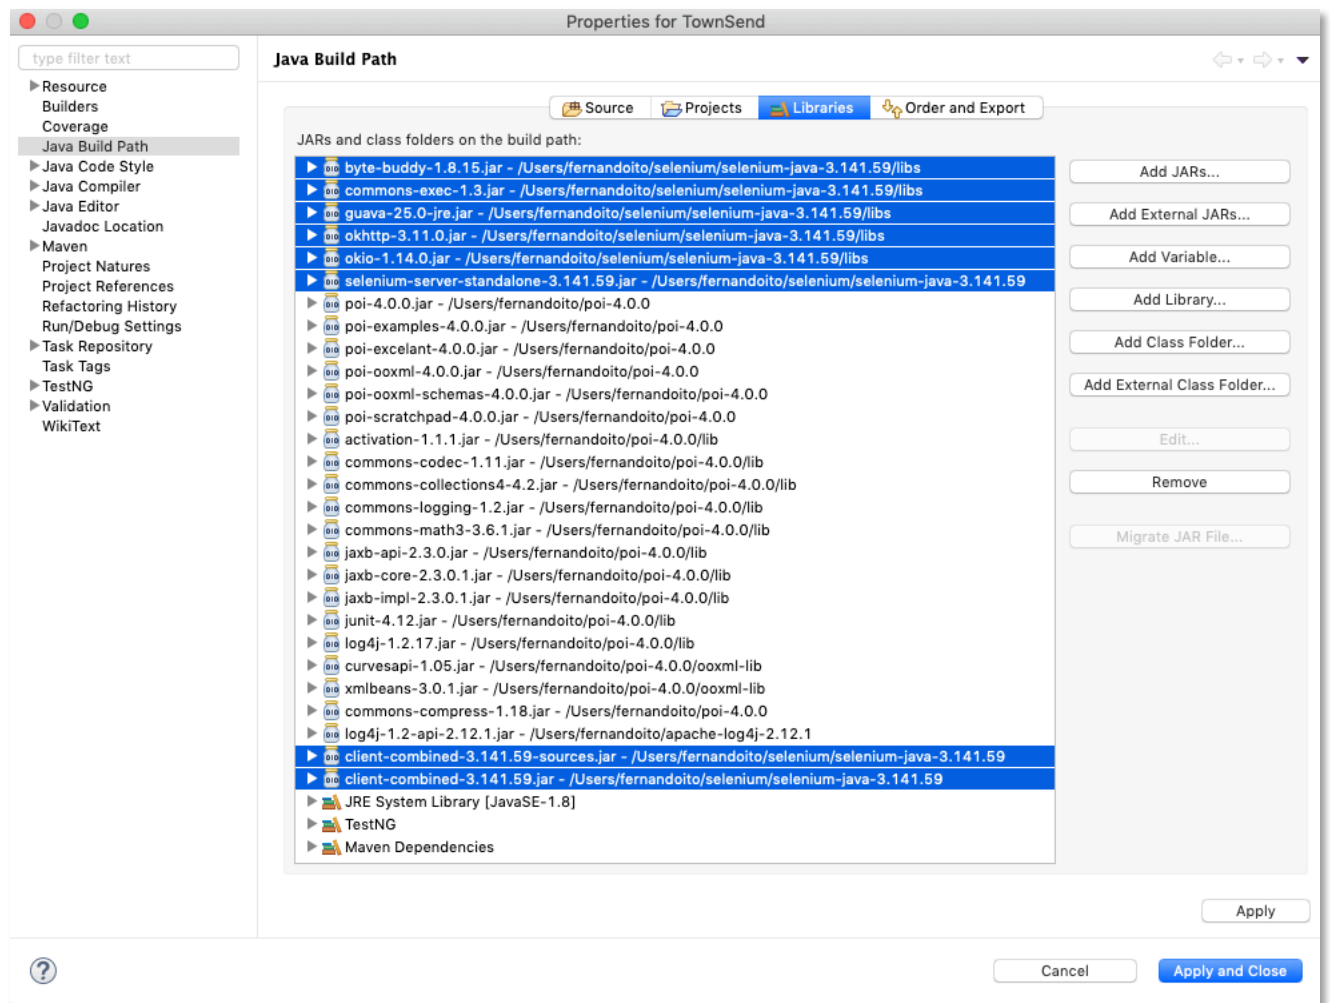 Properties for TownSend
type filter text
Resource
Builders
Coverage
Java Build Path
Java Code Style
Java Compiler
Java Editor
Javadoc Location
Maven
Project Natures
Project References
Refactoring History
Run/Debug Settings
Task Repository
Task Tags
TestNG
Validation
WikiText
Java Build Path
Source
Projects
Libraries
Order and Export
JARs and class folders on the build path:
byte-buddy-1.8.15.jar - /Users/fernandoito/selenium/selenium-java-3.141.59/libs
commons-exec-1.3.jar - /Users/fernandoito/selenium/selenium-java-3.141.59/libs
guava-25.0-jre.jar - /Users/fernandoito/selenium/selenium-java-3.141.59/libs
okhttp-3.11.0.jar - /Users/fernandoito/selenium/selenium-java-3.141.59/libs
okio-1.14.0.jar - /Users/fernandoito/selenium/selenium-java-3.141.59/libs
selenium-server-standalone-3.141.59.jar - /Users/fernandoito/selenium/selenium-java-3.141.59
poi-4.0.0.jar - /Users/fernandoito/poi-4.0.0
poi-examples-4.0.0.jar - /Users/fernandoito/poi-4.0.0
poi-excelant-4.0.0.jar - /Users/fernandoito/poi-4.0.0
poi-ooxml-4.0.0.jar - /Users/fernandoito/poi-4.0.0
poi-ooxml-schemas-4.0.0.jar - /Users/fernandoito/poi-4.0.0
poi-scratchpad-4.0.0.jar - /Users/fernandoito/poi-4.0.0
activation-1.1.1.jar - /Users/fernandoito/poi-4.0.0/lib
commons-codec-1.11.jar - /Users/fernandoito/poi-4.0.0/lib
commons-collections4-4.2.jar - /Users/fernandoito/poi-4.0.0/lib
commons-logging-1.2.jar - /Users/fernandoito/poi-4.0.0/lib
commons-math3-3.6.1.jar - /Users/fernandoito/poi-4.0.0/lib
jaxb-api-2.3.0.jar - /Users/fernandoito/poi-4.0.0/lib
jaxb-core-2.3.0.1.jar - /Users/fernandoito/poi-4.0.0/lib
jaxb-impl-2.3.0.1.jar - /Users/fernandoito/poi-4.0.0/lib
junit-4.12.jar - /Users/fernandoito/poi-4.0.0/lib
log4j-1.2.17.jar - /Users/fernandoito/poi-4.0.0/lib
curvesapi-1.05.jar - /Users/fernandoito/poi-4.0.0/ooxml-lib
xmlbeans-3.0.1.jar - /Users/fernandoito/poi-4.0.0/ooxml-lib
commons-compress-1.18.jar - /Users/fernandoito/poi-4.0.0
log4j-1.2-api-2.12.1.jar - /Users/fernandoito/apache-log4j-2.12.1
client-combined-3.141.59-sources.jar - /Users/fernandoito/selenium/selenium-java-3.141.59
client-combined-3.141.59.jar - /Users/fernandoito/selenium/selenium-java-3.141.59
JRE System Library [JavaSE-1.8]
TestNG
Maven Dependencies
Add JARs...
Add External JARs...
Add Variable...
Add Library...
Add Class Folder...
Add External Class Folder...
Edit...
Remove
Migrate JAR File...
Apply
?
Cancel
Apply and Close